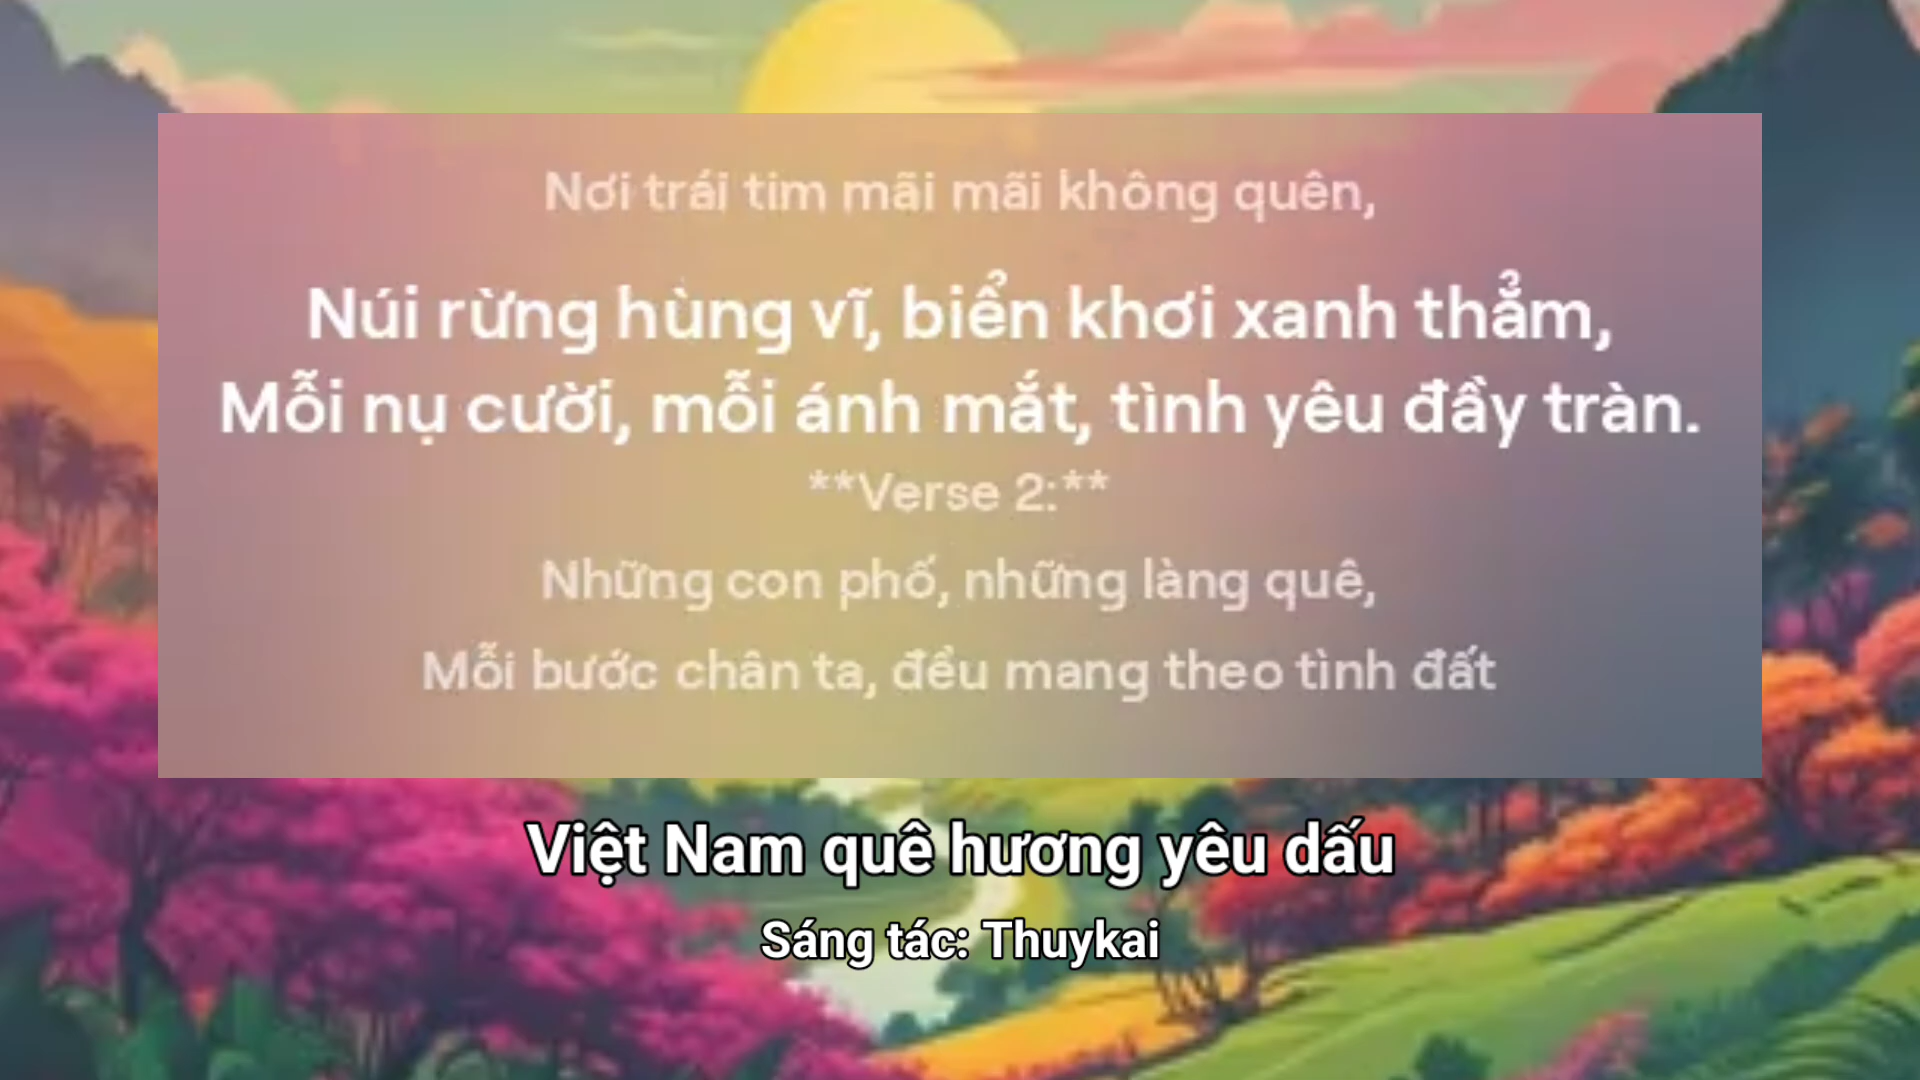 Nơi trái tim mãi mãi không quên,
Núi rừng hùng vĩ, biển khơi xanh thẳm,
Mỗi nụ cười, mỗi ánh mắt, tình yêu đầy tràn.
**Verse 2:**
Những con phố, những làng quê,
Mỗi bước chân ta, đều mang theo tình đất
Việt Nam quê hương yêu dấu
Sáng tác: Thuykai